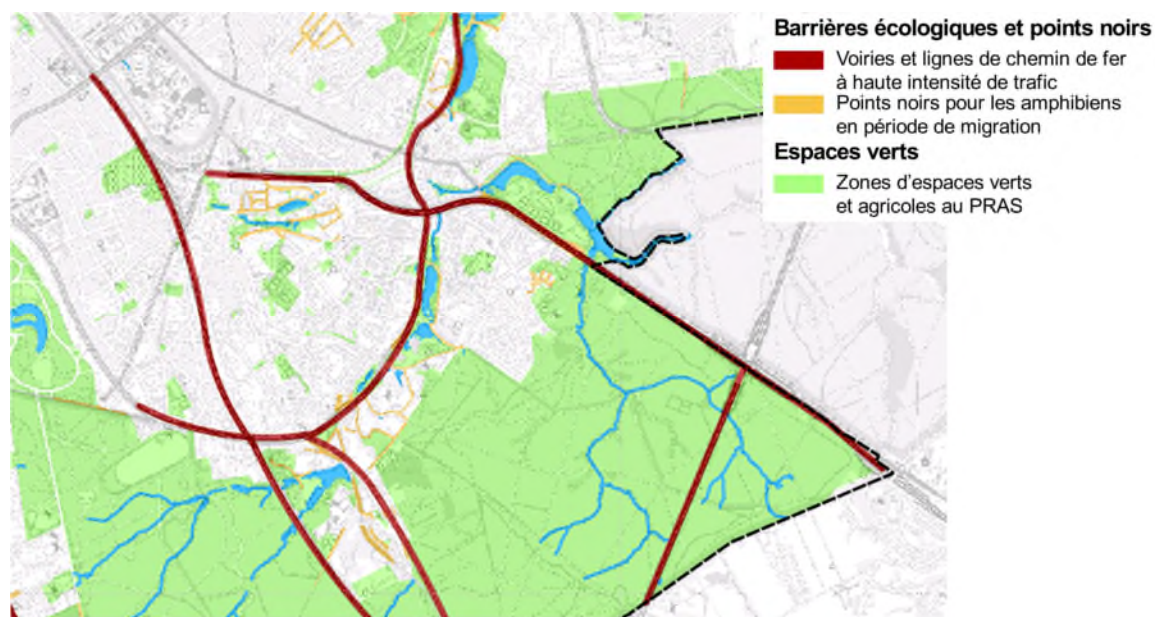 Barrières écologiques et points noirs
Voiries et lignes de chemin de fer
à haute intensité de trafic
Points noirs pour les amphibiens
en période de migration
Espaces verts
Zones d'espaces verts
et agricoles au PRAS